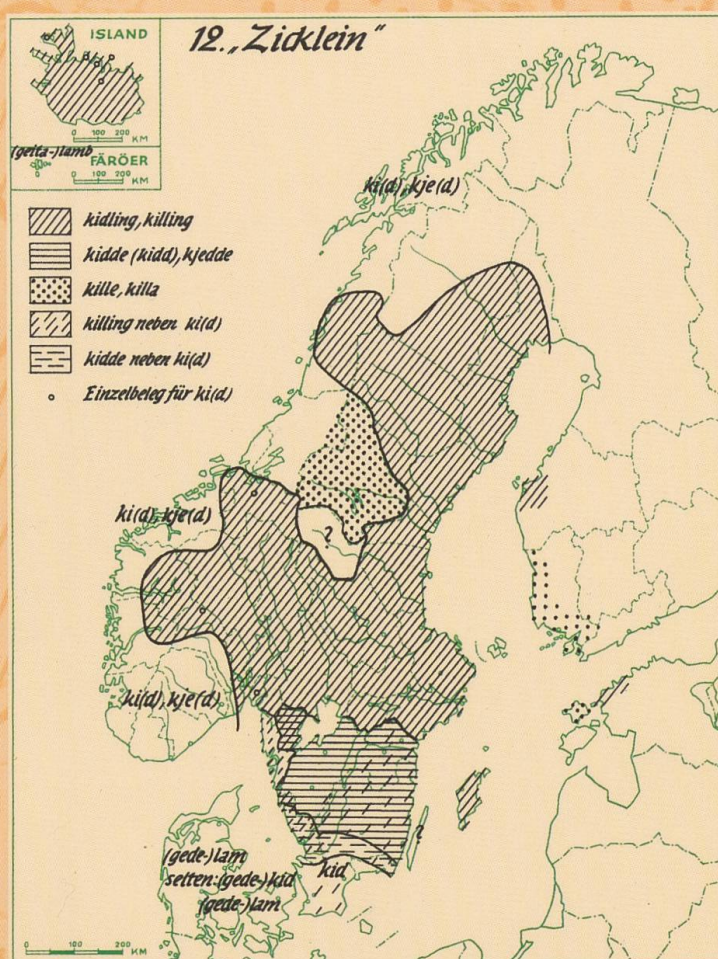 12. „Zicklein“
ISLAND
0 100 200
KM
(geita-)lamb
FÄRÖER
0 100 200
KM
kidling, killing
kidde (kidd), kjedde
kille, killa
killing neben ki(d)
kidde neben ki(d)
Einzelbeleg für ki(d)
ki(d), kje(d)
ki(d), kje(d)
?
ki(d), kje(d)
?
(gede-)lam
selten: (gede-)kid
(gede-)lam
kid
0 100 200
KM